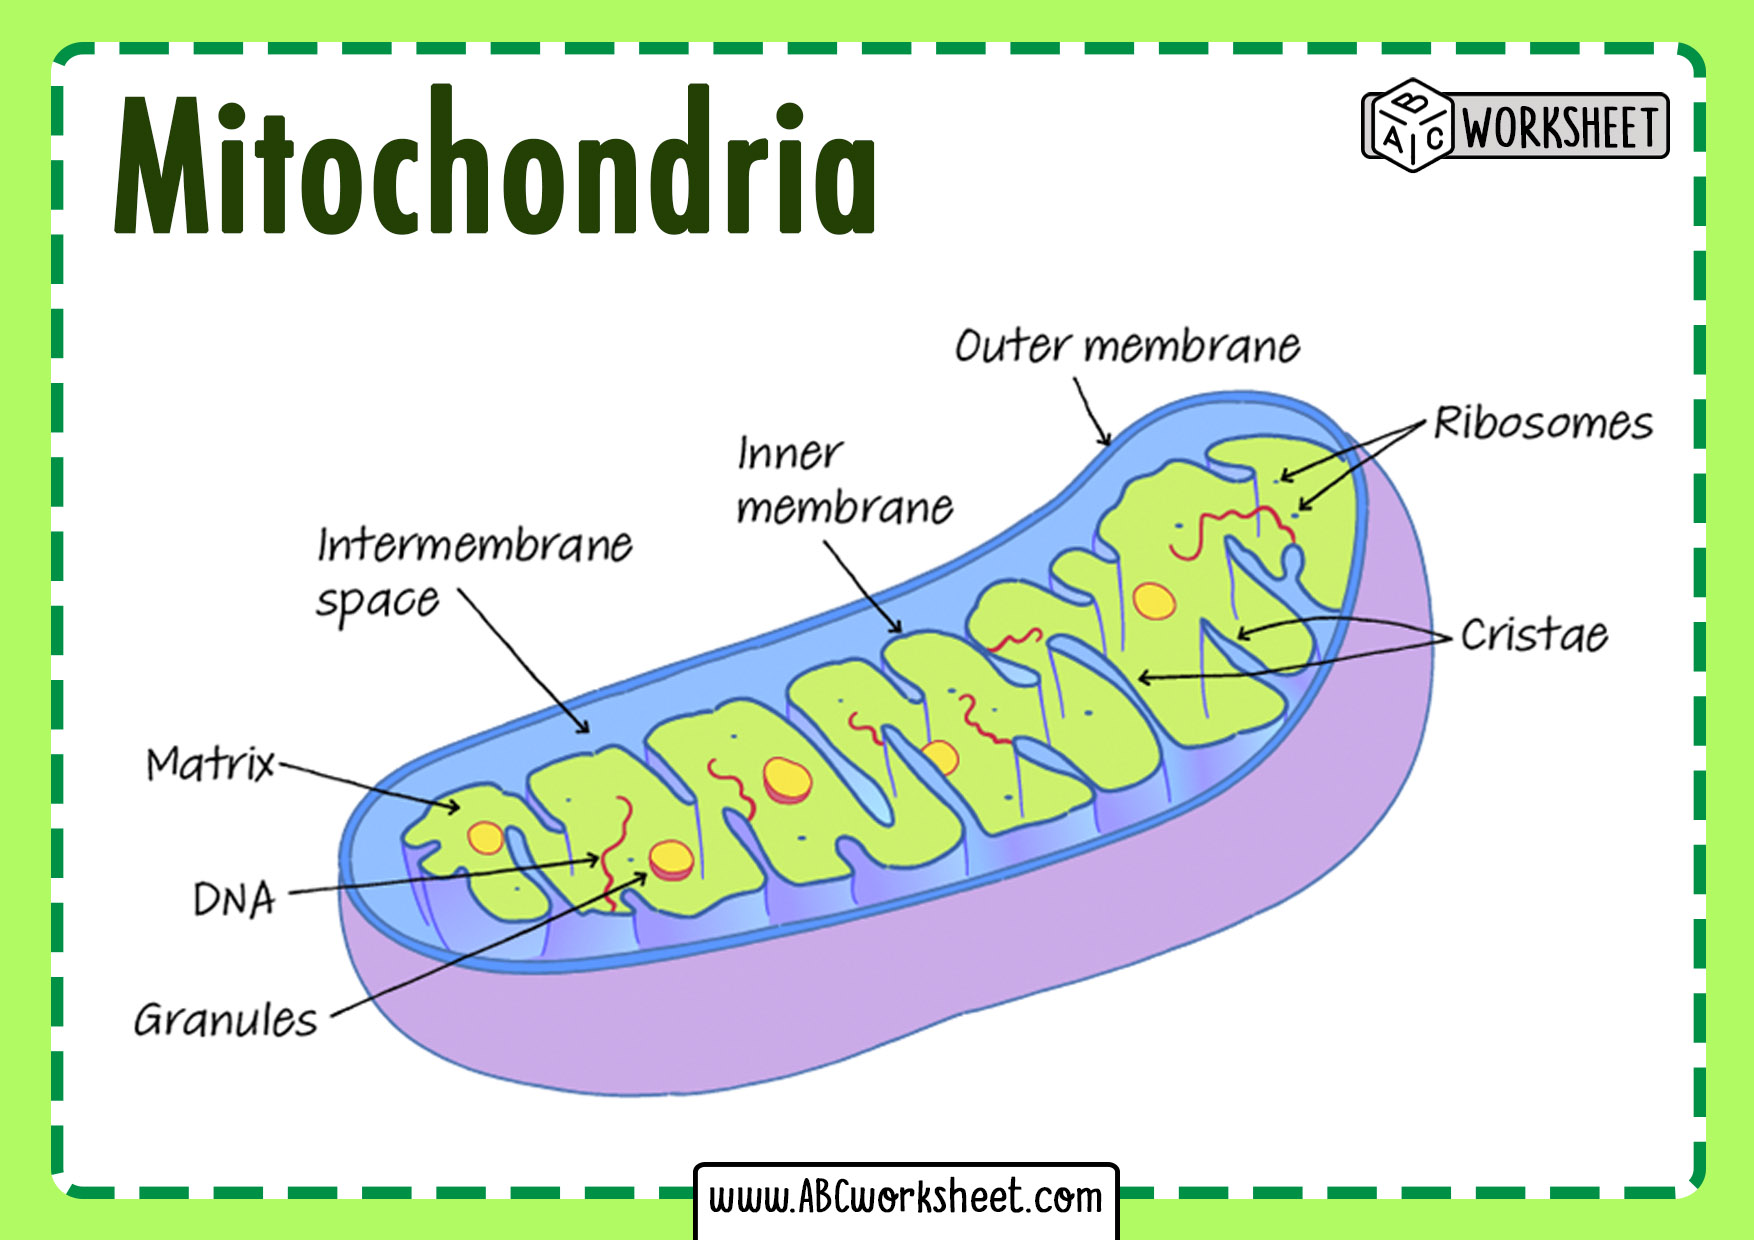 Mitochondria
A B C WORKSHEET
Outer membrane
Ribosomes
Inner
membrane
Intermembrane
space
Cristae
Matrix
DNA
Granules
www.ABCworksheet.com